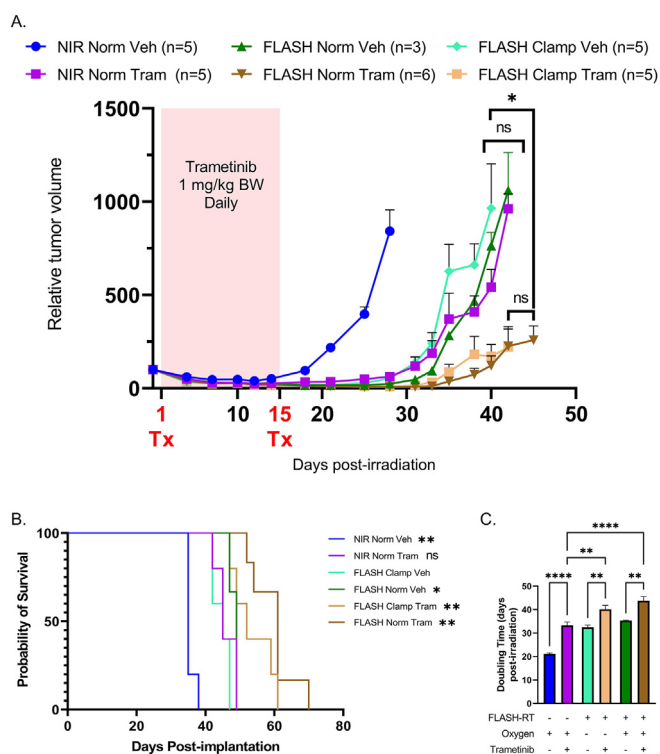 A.
NIR Norm Veh (n=5) FLASH Norm Veh (n=3) FLASH Clamp Veh (n=5)
NIR Norm Tram (n=5) FLASH Norm Tram (n=6) FLASH Clamp Tram (n=5)
1500
1000
500
0
Relative tumor volume
Trametinib
1 mg/kg BW
Daily
*
ns
ns
1 10 15 20 30 40 50
Tx Tx
Days post-irradiation
B.
100
80
60
40
20
0
Probability of Survival
0 20 40 60 80
Days Post-implantation
NIR Norm Veh **
NIR Norm Tram ns
FLASH Clamp Veh
FLASH Norm Veh *
FLASH Clamp Tram **
FLASH Norm Tram **
C.
****
**
**** ** **
50
40
30
20
10
0
Doubling Time (days
post-irradiation)
FLASH-RT - - + + + +
Oxygen + + - - + +
Trametinib - + - + - +